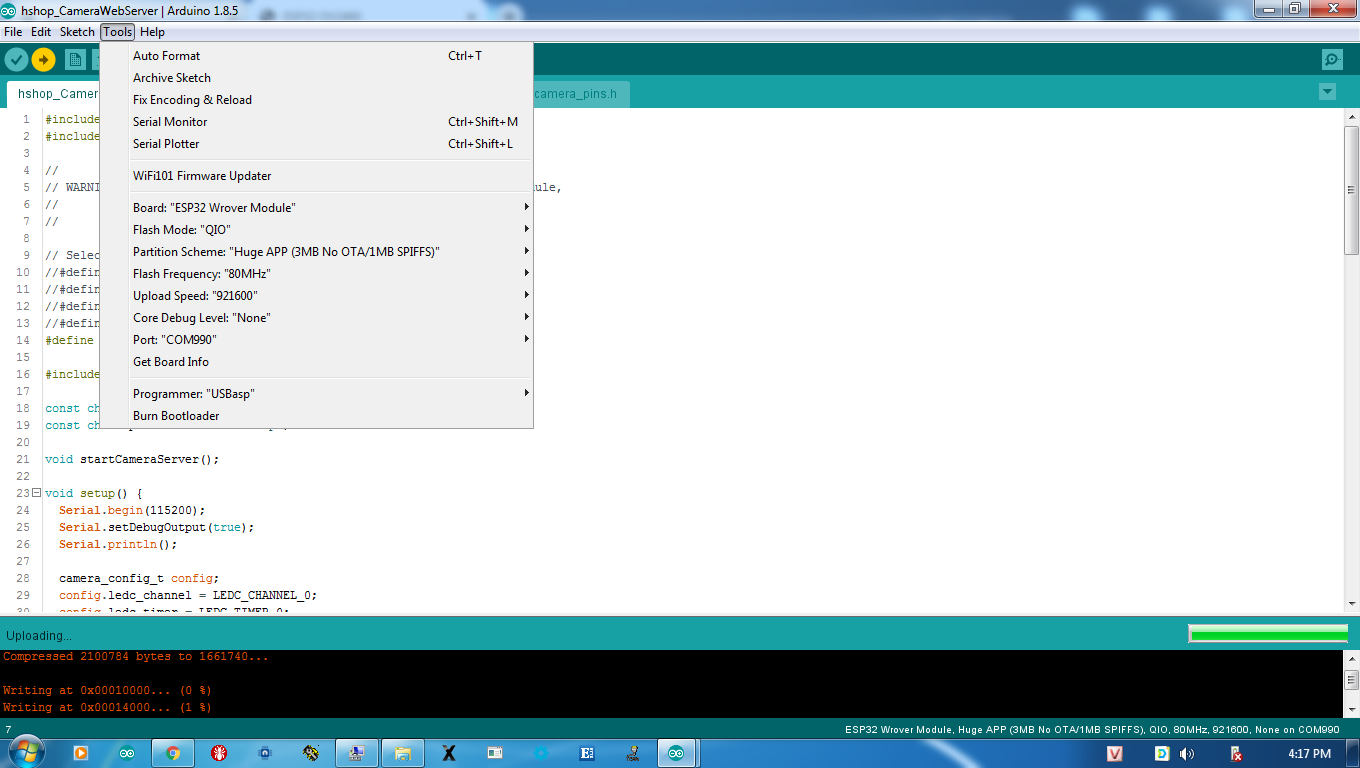 hshop_CameraWebServer | Arduino 1.8.5
File Edit Sketch Tools Help
Auto Format Ctrl+T
Archive Sketch
Fix Encoding & Reload
Serial Monitor Ctrl+Shift+M
Serial Plotter Ctrl+Shift+L
WiFi101 Firmware Updater
Board: "ESP32 Wrover Module"
Flash Mode: "QIO"
Partition Scheme: "Huge APP (3MB No OTA/1MB SPIFFS)"
Flash Frequency: "80MHz"
Upload Speed: "921600"
Core Debug Level: "None"
Port: "COM990"
Get Board Info
Programmer: "USBasp"
Burn Bootloader
hshop_Camer camera_pins.h
1 #include
2 #include
3
4 //
5 // WARNI ule,
6 //
7 //
8
9 // Selec
10 //#defin
11 //#defin
12 //#defin
13 //#defin
14 #define
15
16 #include
17
18 const ch
19 const ch
20
21 void startCameraServer();
22
23 void setup() {
24 Serial.begin(115200);
25 Serial.setDebugOutput(true);
26 Serial.println();
27
28 camera_config_t config;
29 config.ledc_channel = LEDC_CHANNEL_0;
30 config.ledc_timer = LEDC_TIMER_0;
Uploading...
Compressed 2100784 bytes to 1661740...
Writing at 0x00010000... (0 %)
Writing at 0x00014000... (1 %)
7 ESP32 Wrover Module, Huge APP (3MB No OTA/1MB SPIFFS), QIO, 80MHz, 921600, None on COM990
4:17 PM